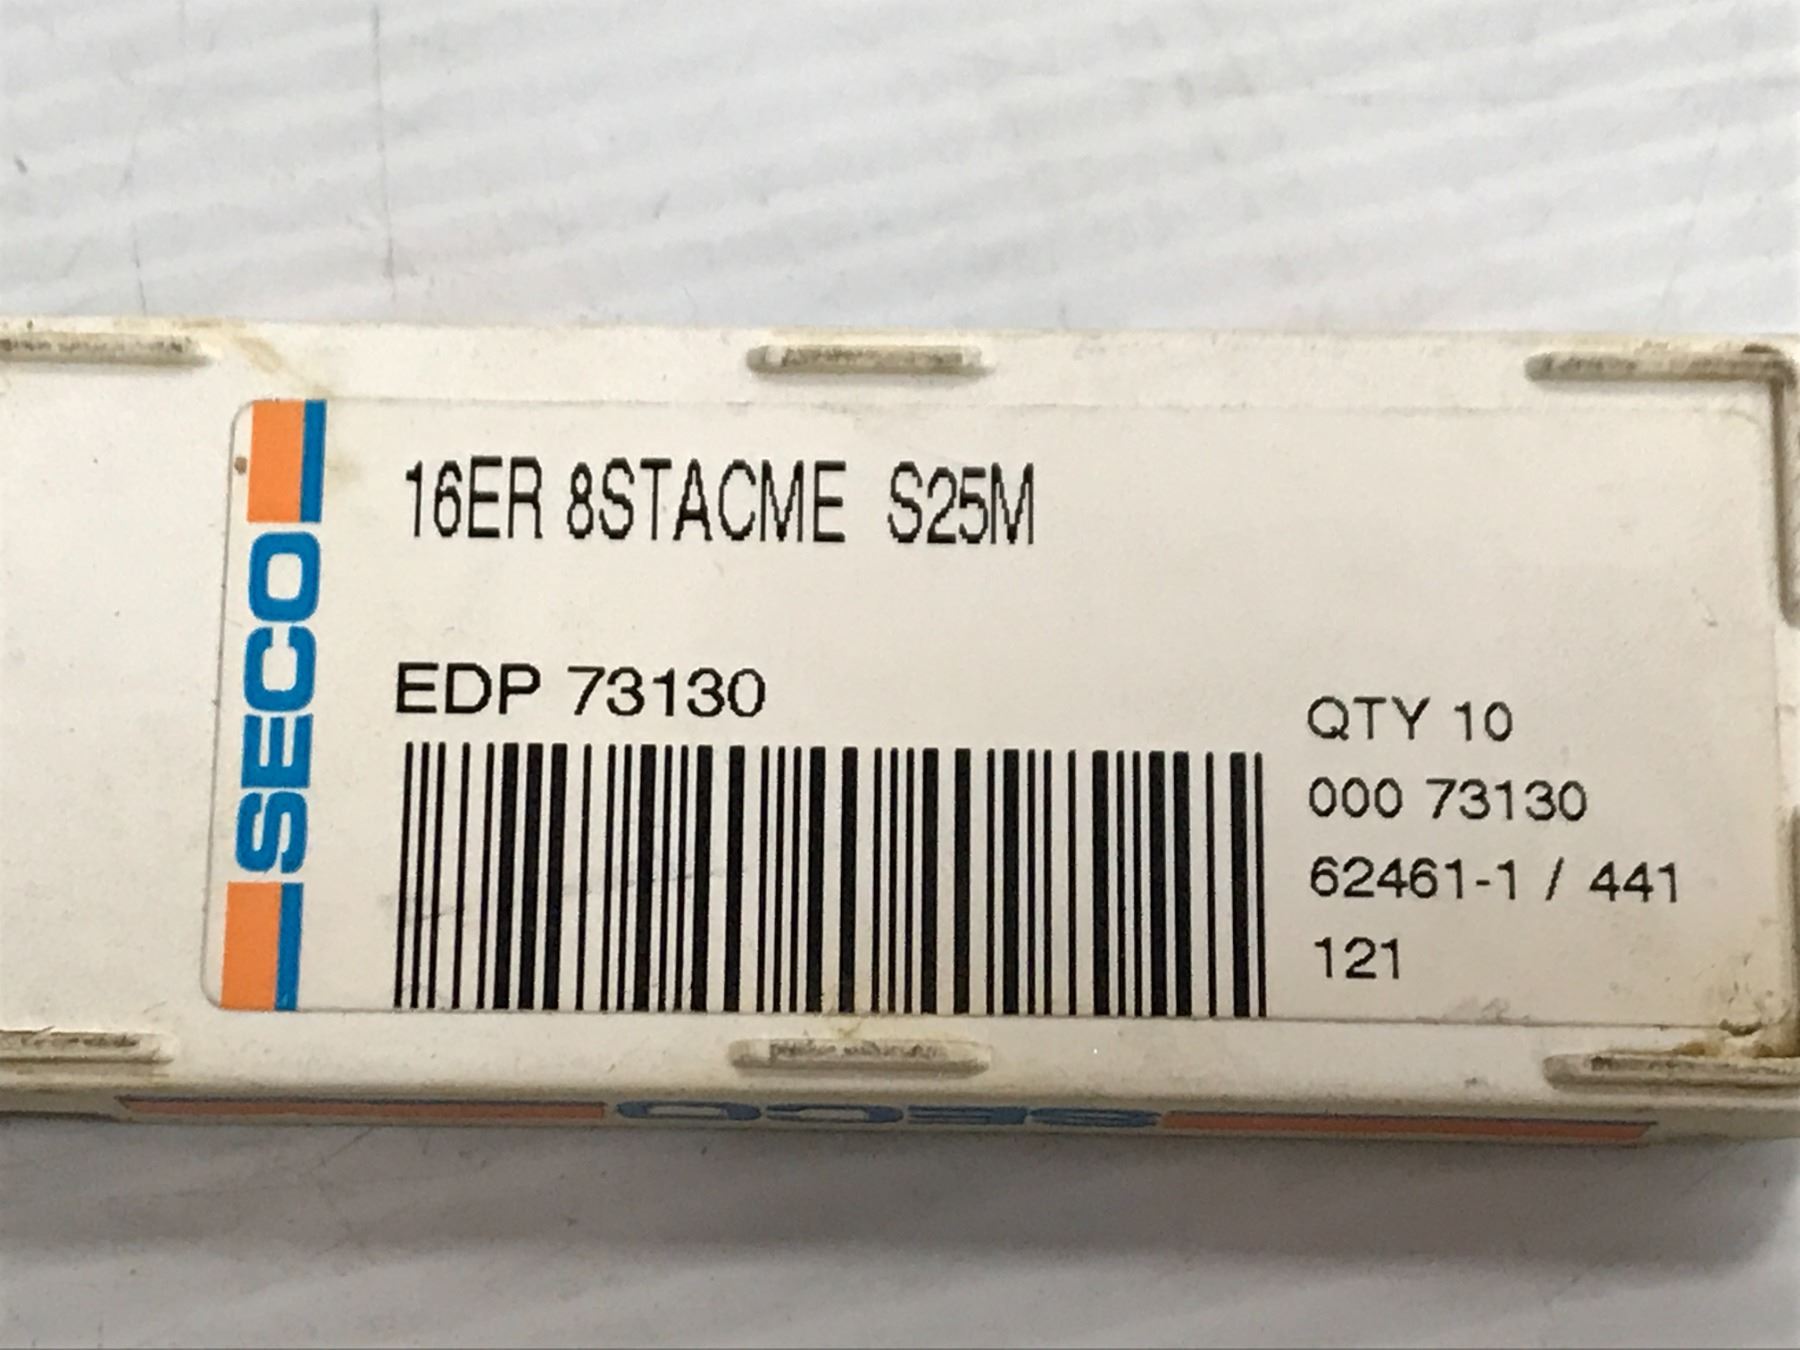 SECO
16ER 8STACME S25M
EDP 73130
QTY 10
000 73130
62461-1 / 441
121
SECO